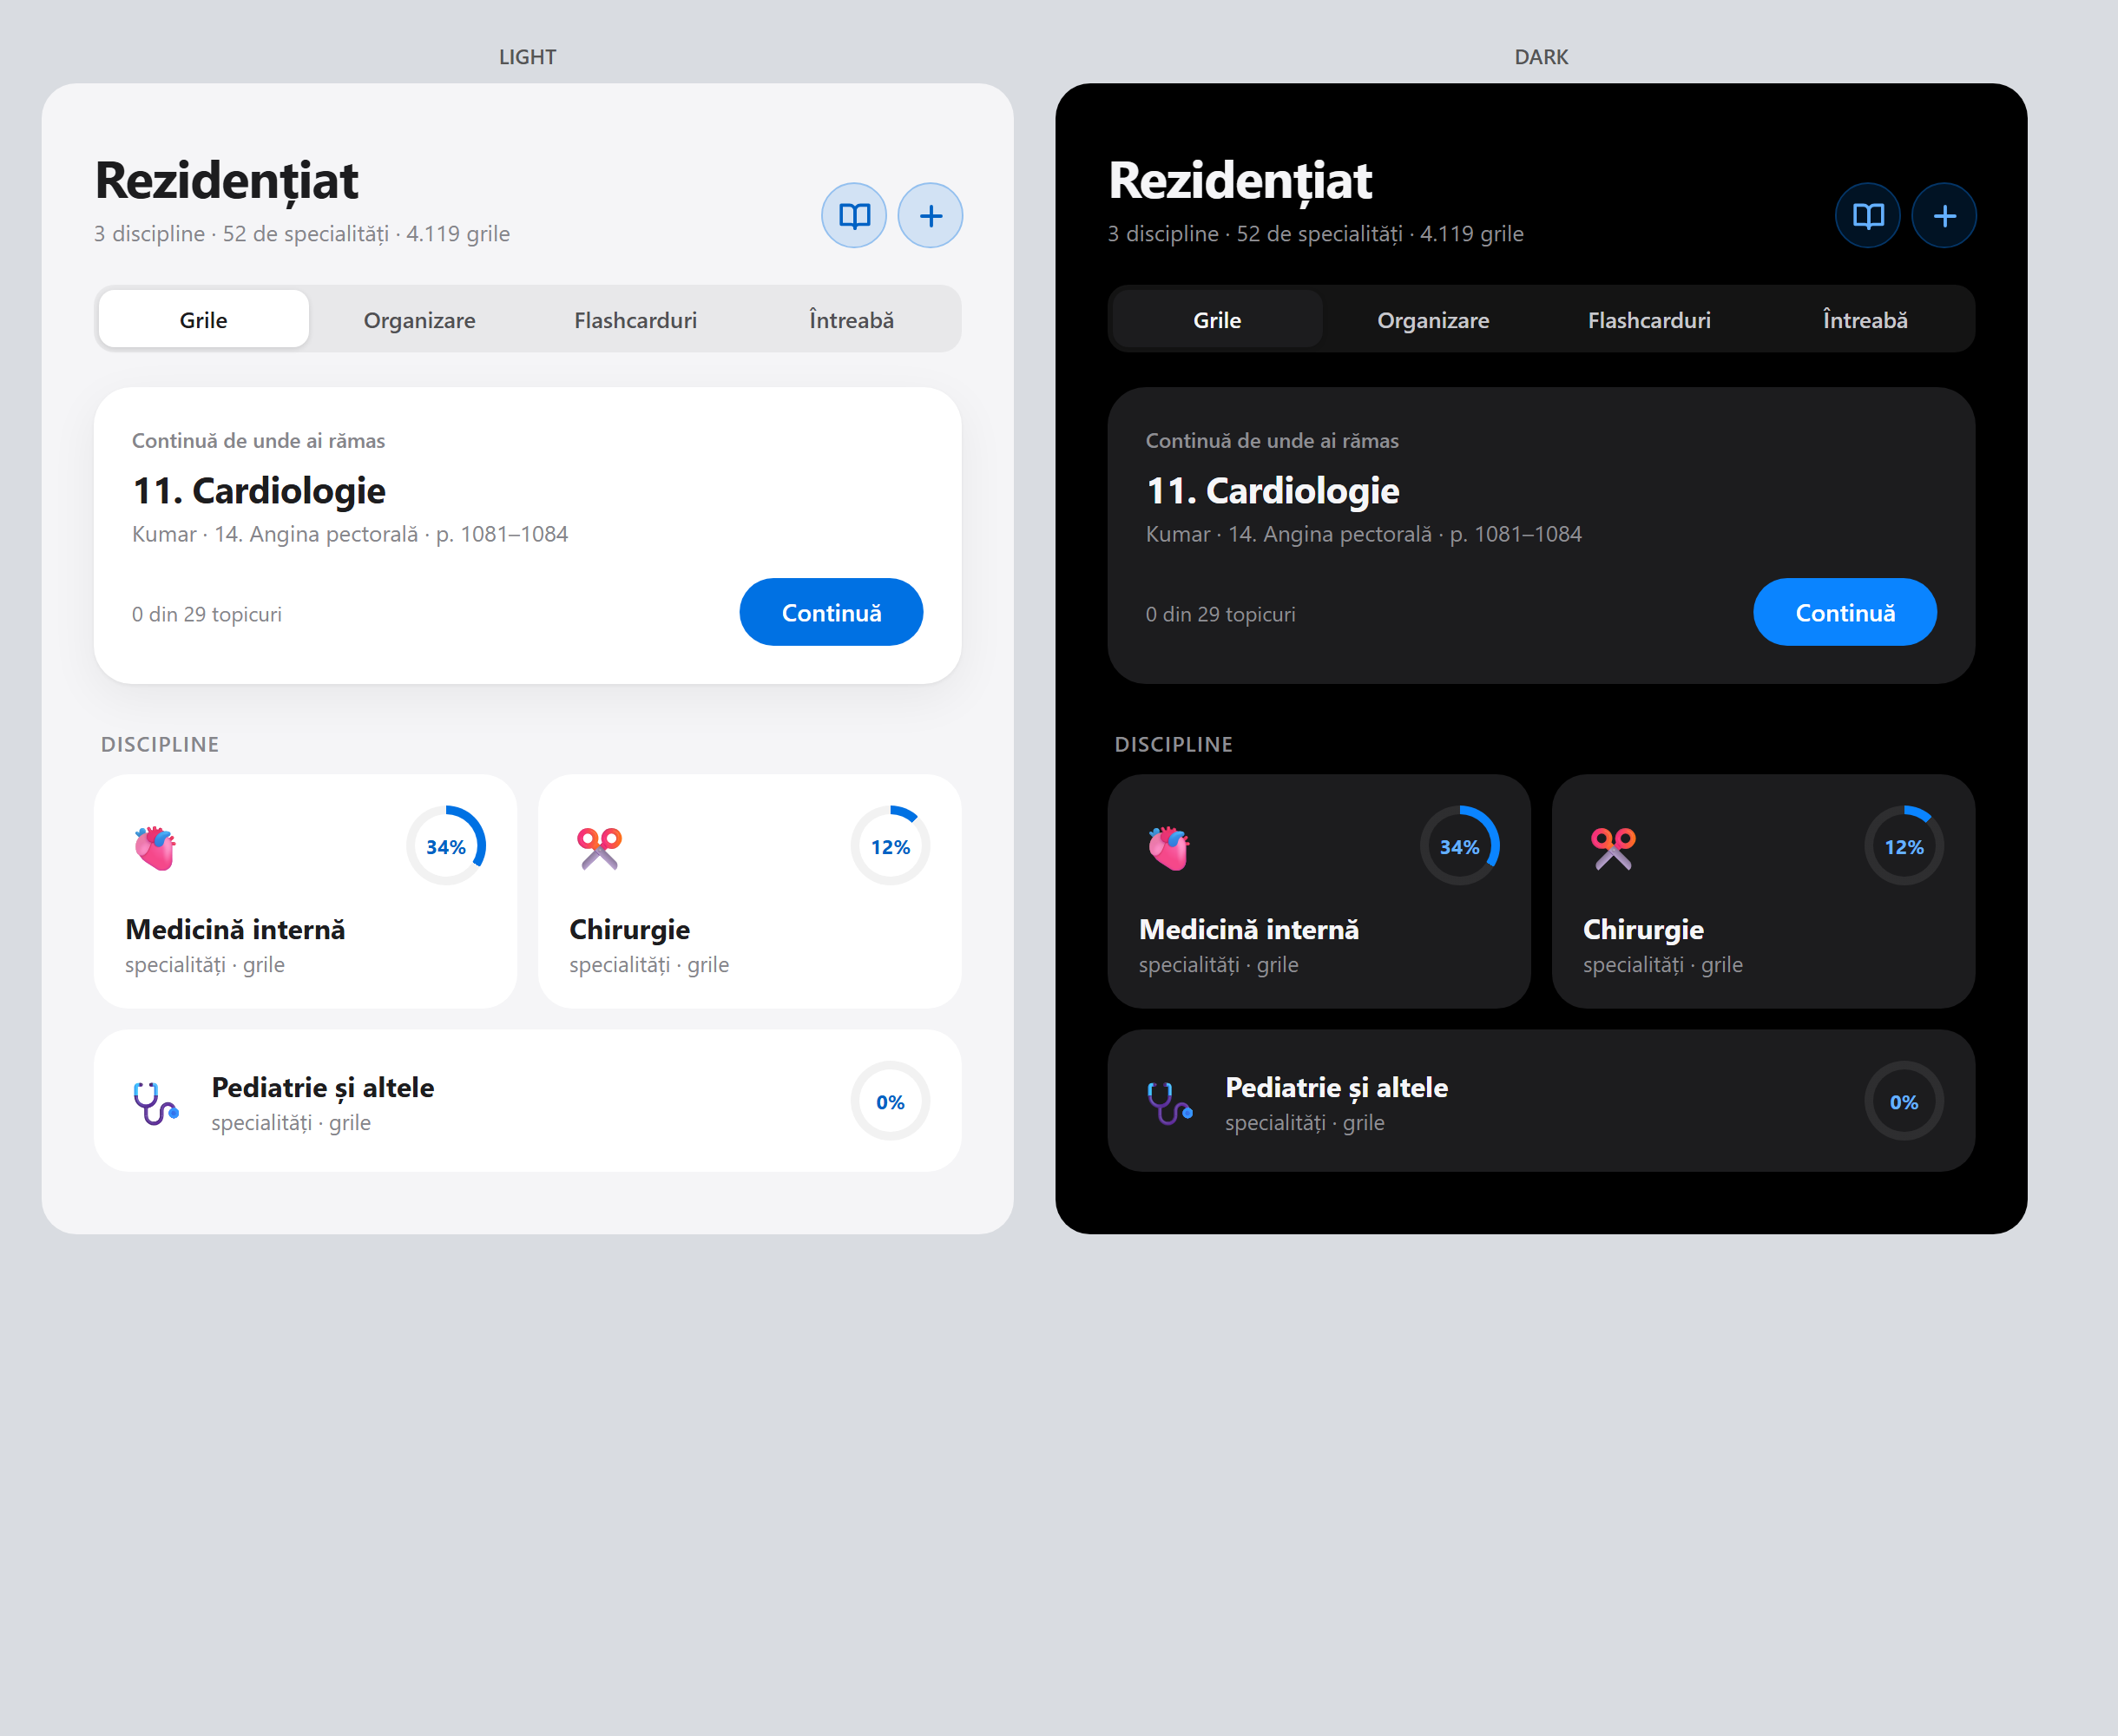 LIGHT
Rezidențiat
3 discipline · 52 de specialități · 4.119 grile
Grile
Organizare
Flashcarduri
Întreabă
Continuă de unde ai rămas
11. Cardiologie
Kumar · 14. Angina pectorală · p. 1081–1084
0 din 29 topicuri
Continuă
DISCIPLINE
34%
Medicină internă
specialități · grile
12%
Chirurgie
specialități · grile
Pediatrie și altele
specialități · grile
0%
DARK
Rezidențiat
3 discipline · 52 de specialități · 4.119 grile
Grile
Organizare
Flashcarduri
Întreabă
Continuă de unde ai rămas
11. Cardiologie
Kumar · 14. Angina pectorală · p. 1081–1084
0 din 29 topicuri
Continuă
DISCIPLINE
34%
Medicină internă
specialități · grile
12%
Chirurgie
specialități · grile
Pediatrie și altele
specialități · grile
0%